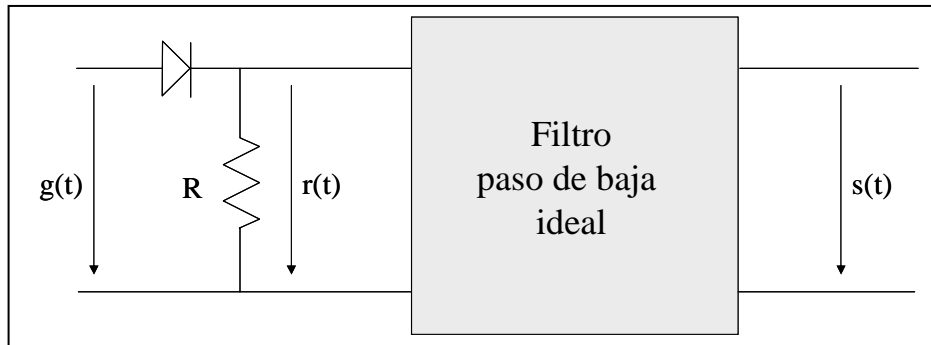 g(t)
R
r(t)
Filtro
paso de baja
ideal
s(t)